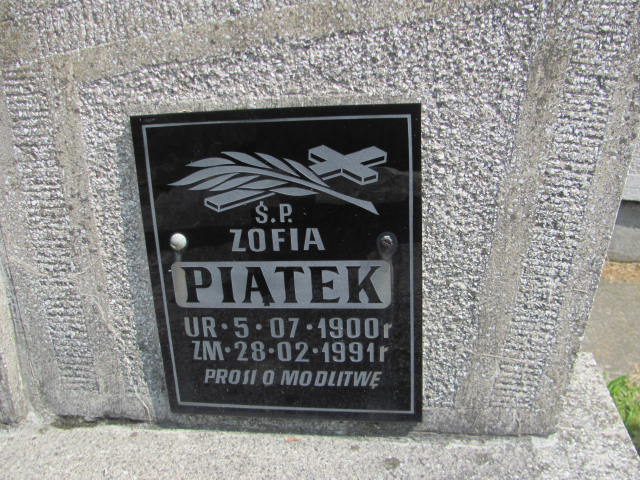 Ś.P.
ZOFIA
PIĄTEK
UR·5·07·1900r
ZM·28·02·1991r
PROSI O MODLITWĘ